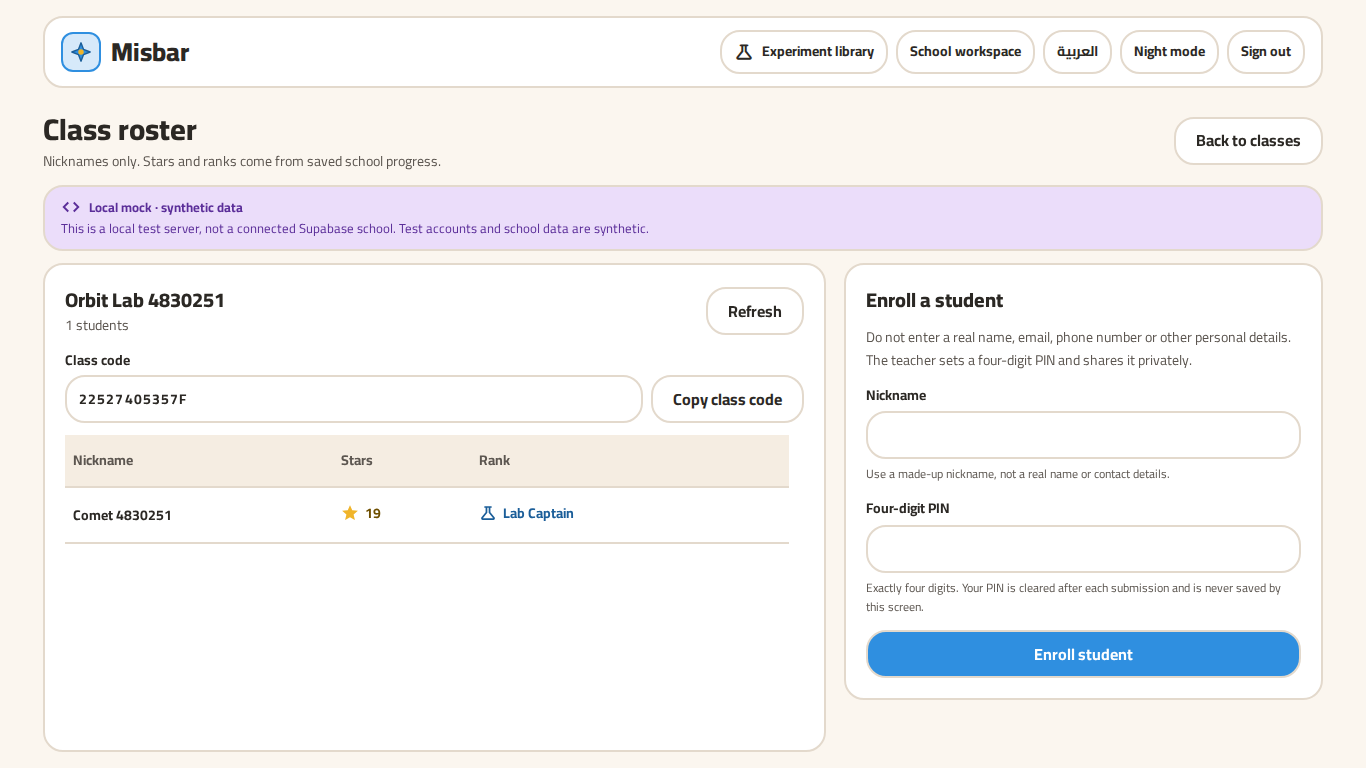 Misbar
Experiment library
School workspace
العربية
Night mode
Sign out
Class roster
Nicknames only. Stars and ranks come from saved school progress.
Back to classes
Local mock · synthetic data
This is a local test server, not a connected Supabase school. Test accounts and school data are synthetic.
Orbit Lab 4830251
1 students
Refresh
Class code
22527405357F
Copy class code
Nickname Stars Rank
Comet 4830251 19 Lab Captain
Enroll a student
Do not enter a real name, email, phone number or other personal details.
The teacher sets a four-digit PIN and shares it privately.
Nickname
Use a made-up nickname, not a real name or contact details.
Four-digit PIN
Exactly four digits. Your PIN is cleared after each submission and is never saved by
this screen.
Enroll student